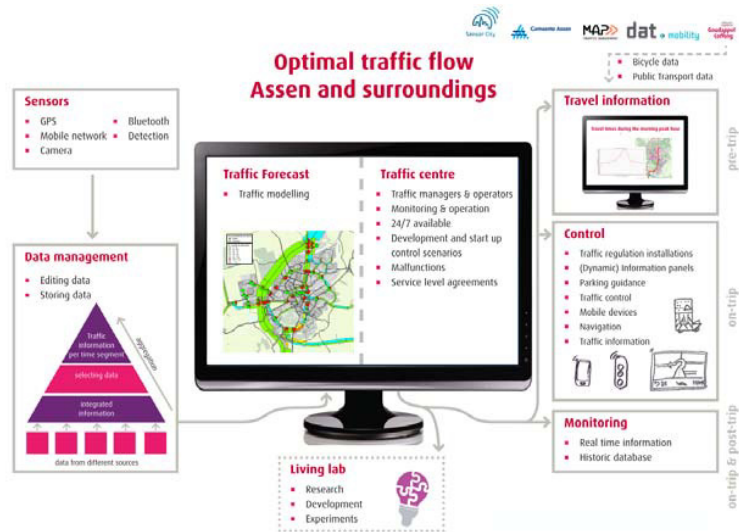 Sensor City
Gemeente Assen
MAP
TRAFFIC MANAGEMENT
dat.mobility
Goudappel
Coffeng
Optimal traffic flow
Assen and surroundings
Bicycle data
Public Transport data
Sensors
GPS
Mobile network
Camera
Bluetooth
Detection
Data management
Editing data
Storing data
Traffic
information
per time segment
selecting data
integrated
information
aggregation
data from different sources
Traffic Forecast
Traffic modelling
Traffic centre
Traffic managers & operators
Monitoring & operation
24/7 available
Development and start up
control scenarios
Malfunctions
Service level agreements
Living lab
Research
Development
Experiments
Travel information
Travel times during the morning peak hour
Control
Traffic regulation installations
(Dynamic) Information panels
Parking guidance
Traffic control
Mobile devices
Navigation
Traffic information
Monitoring
Real time information
Historic database
pre-trip
on-trip
on-trip & post-trip